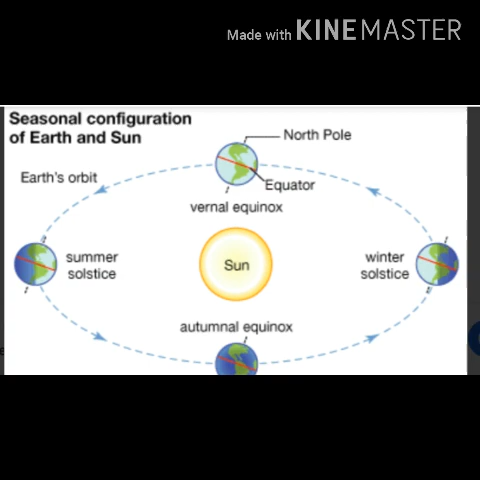 Made with KINEMASTER
Seasonal configuration
of Earth and Sun
North Pole
Earth's orbit
Equator
vernal equinox
summer
solstice
Sun
winter
solstice
autumnal equinox